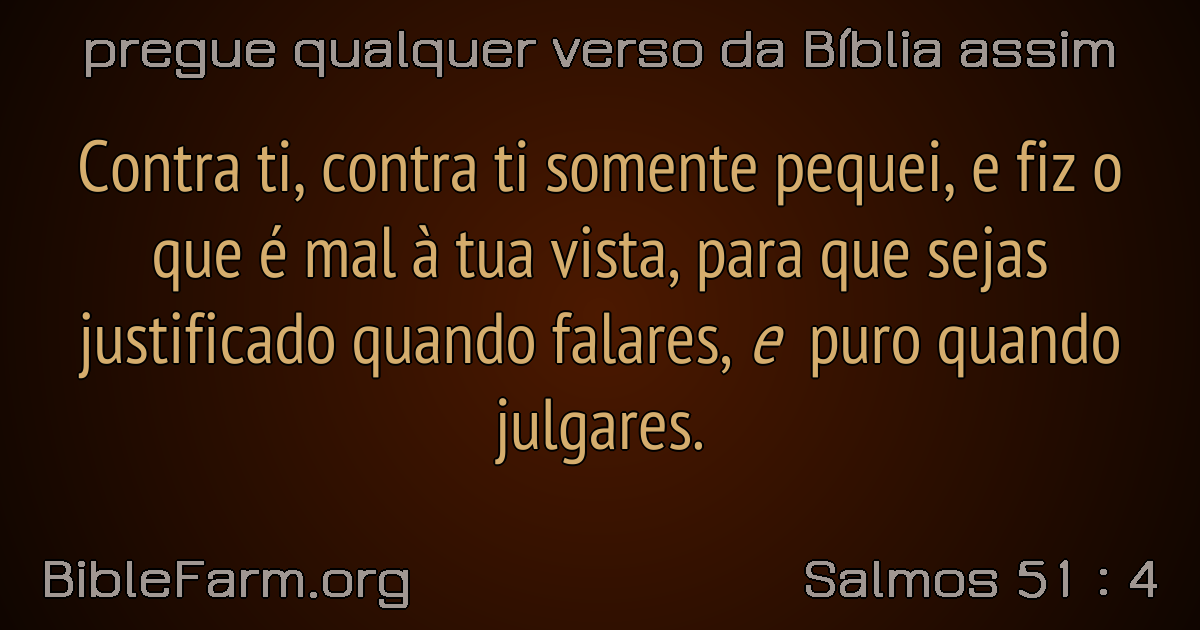 pregue qualquer verso da Bíblia assim
Contra ti, contra ti somente pequei, e fiz o
que é mal à tua vista, para que sejas
justificado quando falares, e puro quando
julgares.
BibleFarm.org
Salmos 51 : 4